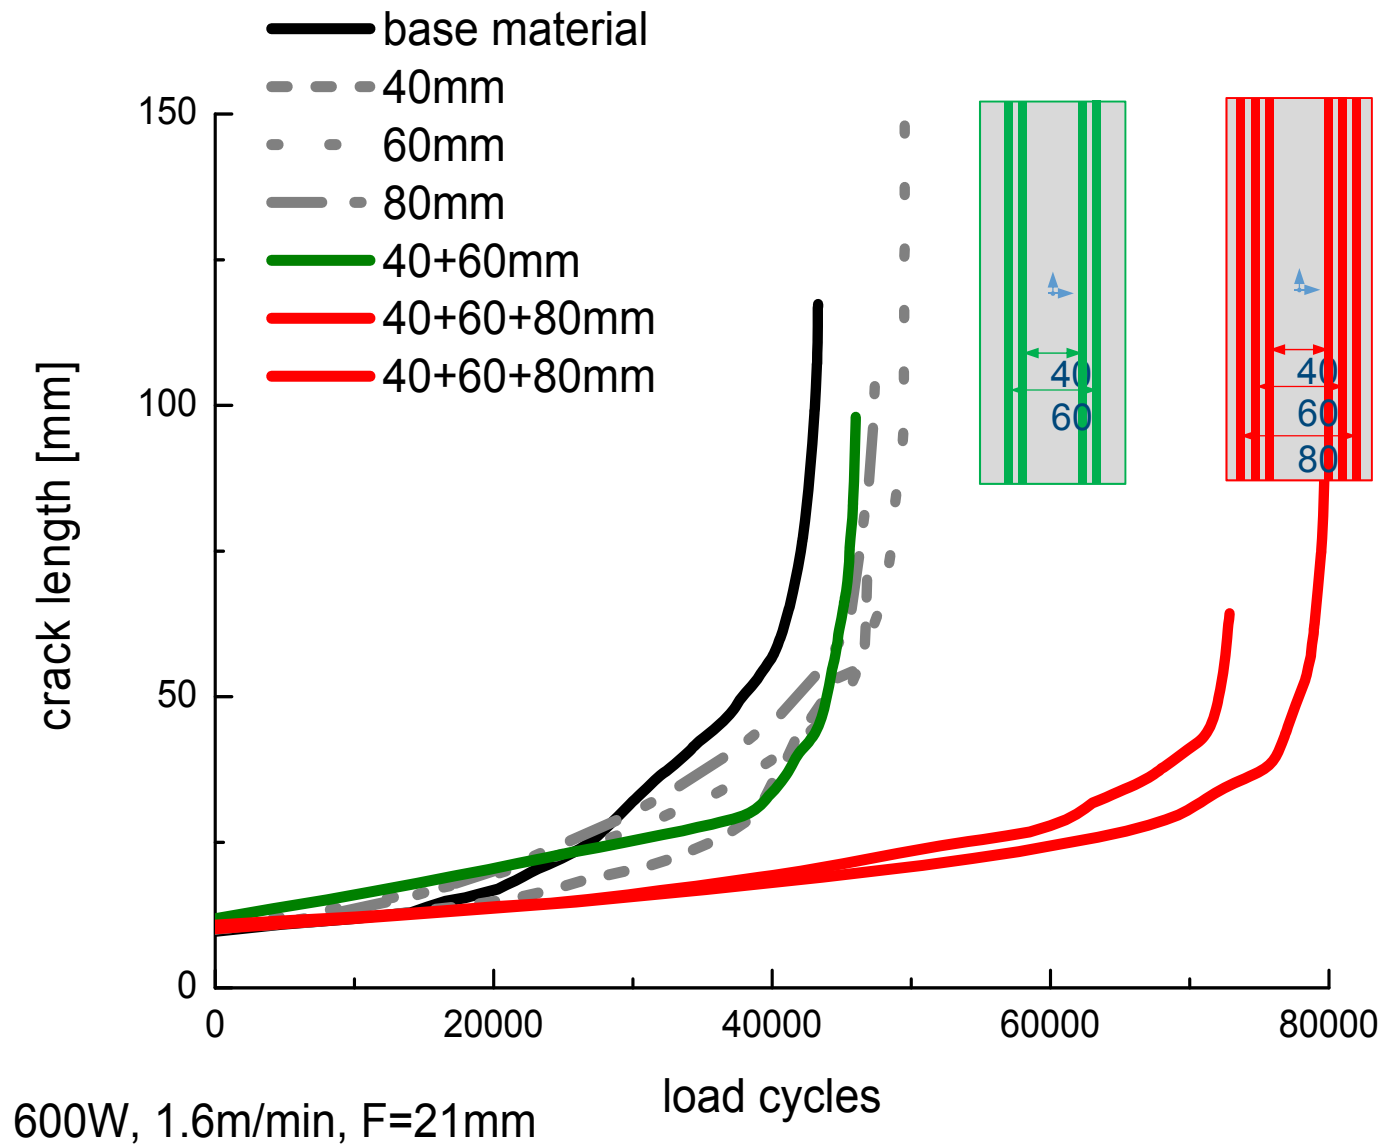 base material
40mm
60mm
80mm
40+60mm
40+60+80mm
40+60+80mm
150
100
50
0
crack length [mm]
40
60
40
60
80
0
20000
40000
60000
80000
load cycles
600W, 1.6m/min, F=21mm